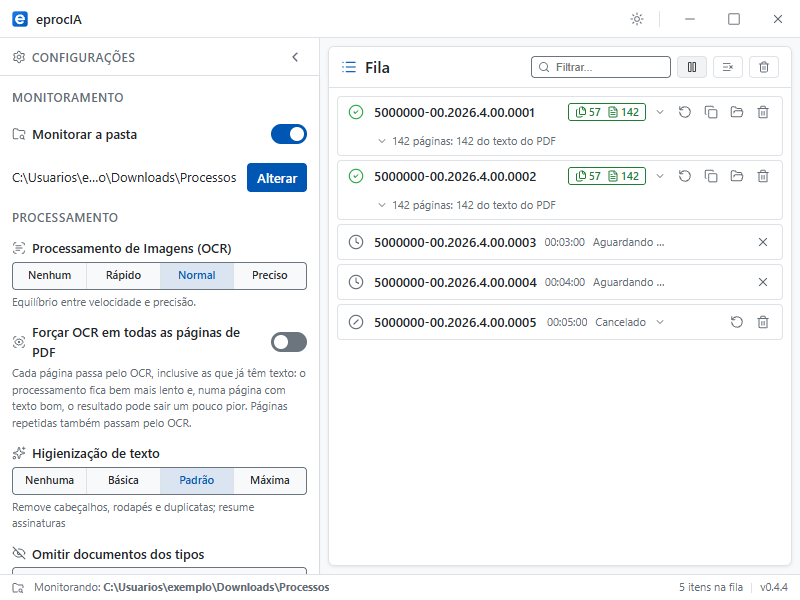 eprocIA
CONFIGURAÇÕES
MONITORAMENTO
Monitorar a pasta
C:\Usuarios\e...o\Downloads\Processos
Alterar
PROCESSAMENTO
Processamento de Imagens (OCR)
Nenhum Rápido Normal Preciso
Equilíbrio entre velocidade e precisão.
Forçar OCR em todas as páginas de
PDF
Cada página passa pelo OCR, inclusive as que já têm texto: o
processamento fica bem mais lento e, numa página com
texto bom, o resultado pode sair um pouco pior. Páginas
repetidas também passam pelo OCR.
Higienização de texto
Nenhuma Básica Padrão Máxima
Remove cabeçalhos, rodapés e duplicatas; resume
assinaturas
Omitir documentos dos tipos
Fila
Filtrar...
5000000-00.2026.4.00.0001 57 142
142 páginas: 142 do texto do PDF
5000000-00.2026.4.00.0002 57 142
142 páginas: 142 do texto do PDF
5000000-00.2026.4.00.0003 00:03:00 Aguardando ...
5000000-00.2026.4.00.0004 00:04:00 Aguardando ...
5000000-00.2026.4.00.0005 00:05:00 Cancelado
Monitorando: C:\Usuarios\exemplo\Downloads\Processos
5 itens na fila v0.4.4